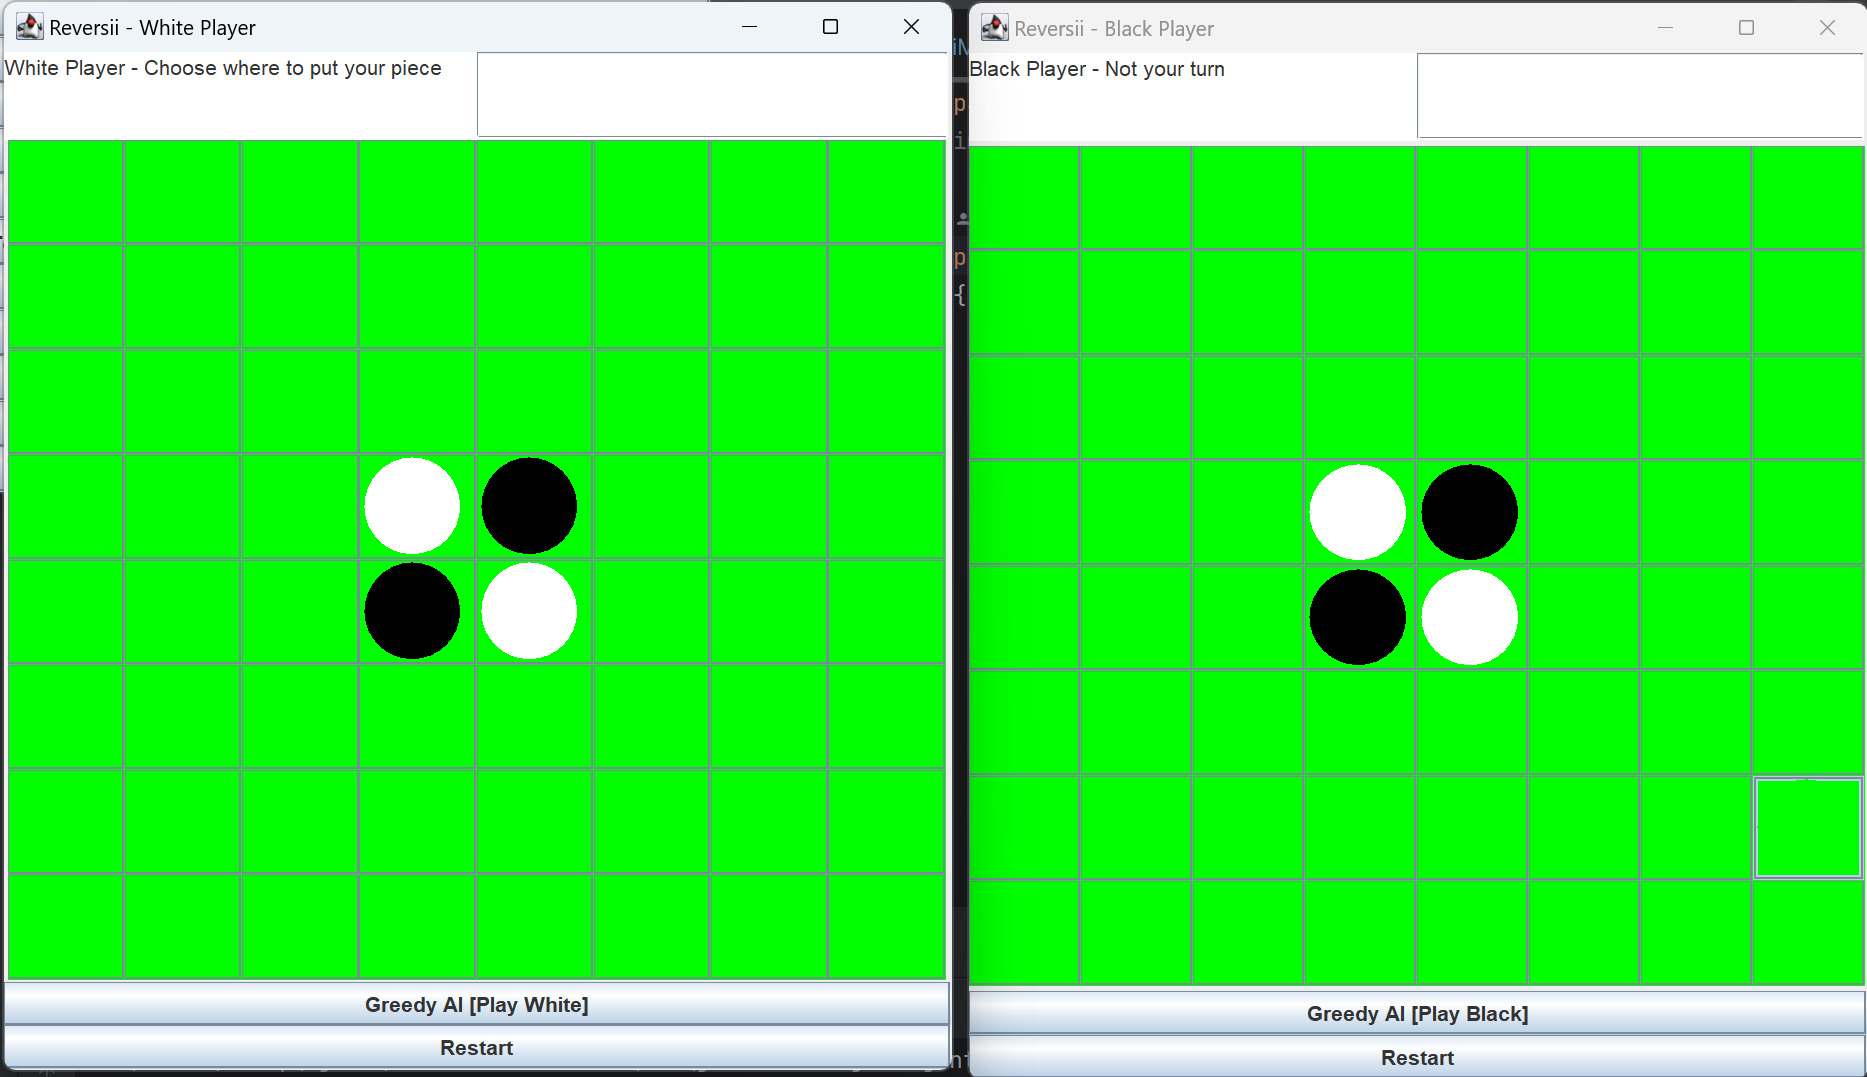 Reversii - White Player
White Player - Choose where to put your piece
Greedy AI [Play White]
Restart
Reversii - Black Player
Black Player - Not your turn
Greedy AI [Play Black]
Restart
iM
p
i
p
{